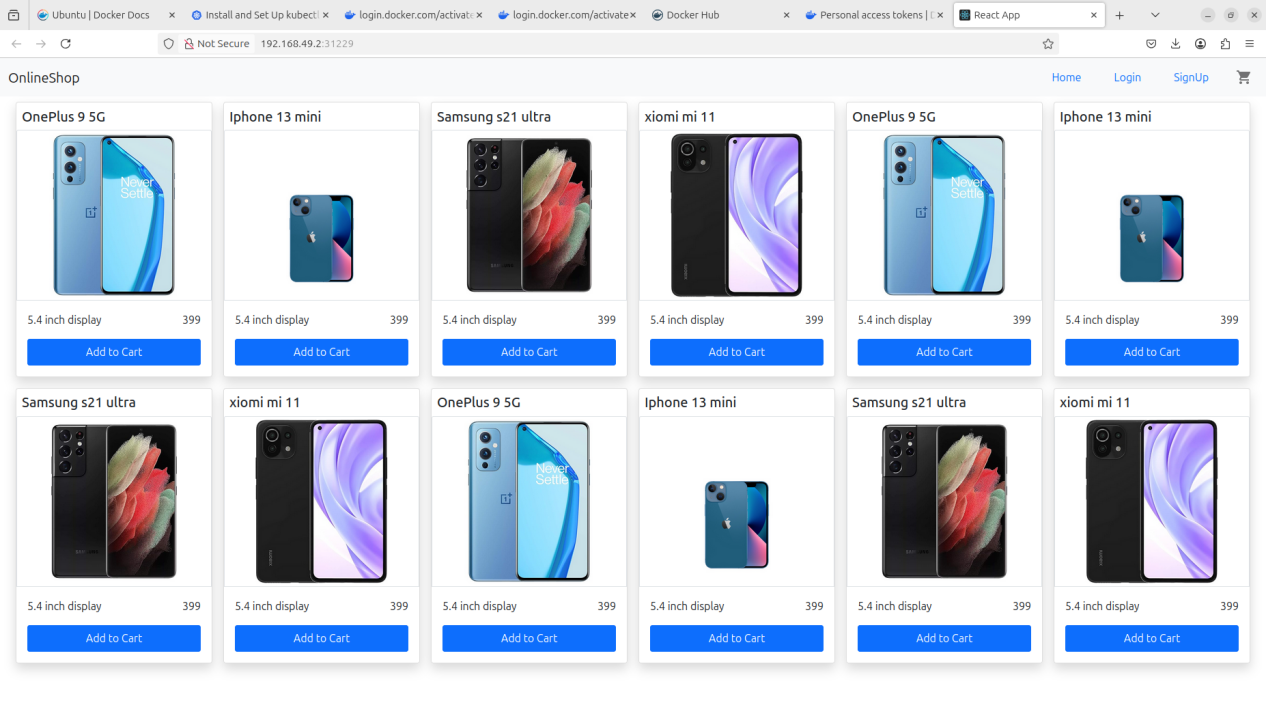 Ubuntu | Docker Docs
Install and Set Up kubectl
login.docker.com/activate
login.docker.com/activate
Docker Hub
Personal access tokens | D
React App
Not Secure 192.168.49.2:31229
OnlineShop
Home
Login
SignUp
OnePlus 9 5G
Iphone 13 mini
Samsung s21 ultra
xiomi mi 11
OnePlus 9 5G
Iphone 13 mini
Never
Settle
Never
Settle
5.4 inch display 399
5.4 inch display 399
5.4 inch display 399
5.4 inch display 399
5.4 inch display 399
5.4 inch display 399
Add to Cart
Add to Cart
Add to Cart
Add to Cart
Add to Cart
Add to Cart
Samsung s21 ultra
xiomi mi 11
OnePlus 9 5G
Iphone 13 mini
Samsung s21 ultra
xiomi mi 11
Never
Settle
5.4 inch display 399
5.4 inch display 399
5.4 inch display 399
5.4 inch display 399
5.4 inch display 399
5.4 inch display 399
Add to Cart
Add to Cart
Add to Cart
Add to Cart
Add to Cart
Add to Cart